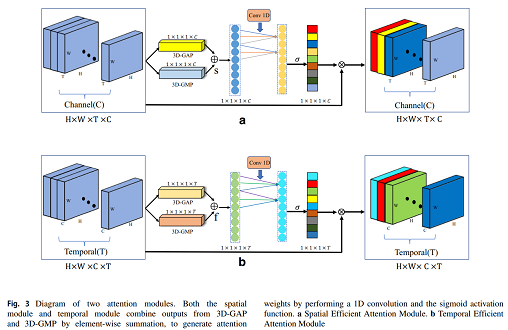 1×1×1×C
3D-GAP
1×1×1×C
3D-GMP
S
Conv 1D
σ
1×1×1×C
1×1×1×C
W
H
T
W
H
T
Channel(C)
H×W×T×C
W
H
T
W
H
T
Channel(C)
H×W×T×C
a
1×1×1×T
3D-GAP
1×1×1×T
3D-GMP
f
Conv 1D
σ
1×1×1×T
1×1×1×T
W
H
C
W
H
C
Temporal(T)
H×W×C×T
W
H
C
W
H
C
Temporal(T)
H×W×C×T
b
Fig. 3 Diagram of two attention modules. Both the spatial
module and temporal module combine outputs from 3D-GAP
and 3D-GMP by element-wise summation, to generate attention
weights by performing a 1D convolution and the sigmoid activation
function. a Spatial Efficient Attention Module. b Temporal Efficient
Attention Module